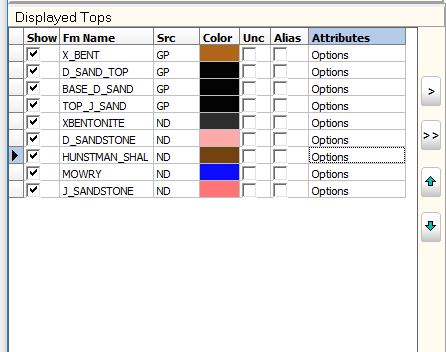 Displayed Tops
Show Fm Name Src Color Unc Alias Attributes
X_BENT GP Options
D_SAND_TOP GP Options
BASE_D_SAND GP Options
TOP_J_SAND GP Options
XBENTONITE ND Options
D_SANDSTONE ND Options
HUNSTMAN_SHAL ND Options
MOWRY ND Options
J_SANDSTONE ND Options
>
>>